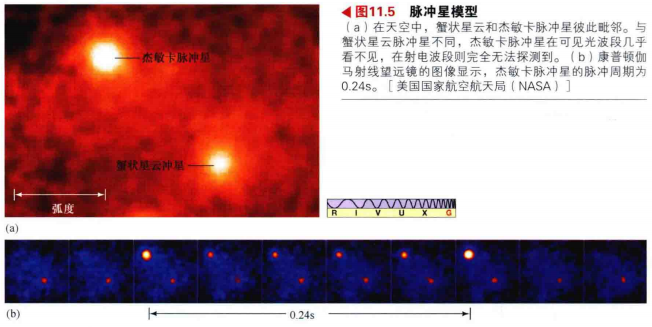 ◀图11.5 脉冲星模型
（a）在天空中，蟹状星云和杰敏卡脉冲星彼此毗邻。与
蟹状星云脉冲星不同，杰敏卡脉冲星在可见光波段几乎
看不见，在射电波段则完全无法探测到。（b）康普顿伽
马射线望远镜的图像显示，杰敏卡脉冲星的脉冲周期为
0.24s。［美国国家航空航天局（NASA）］
杰敏卡脉冲星
蟹状星云冲星
弧度
R I V U X G
(a)
(b)
0.24s